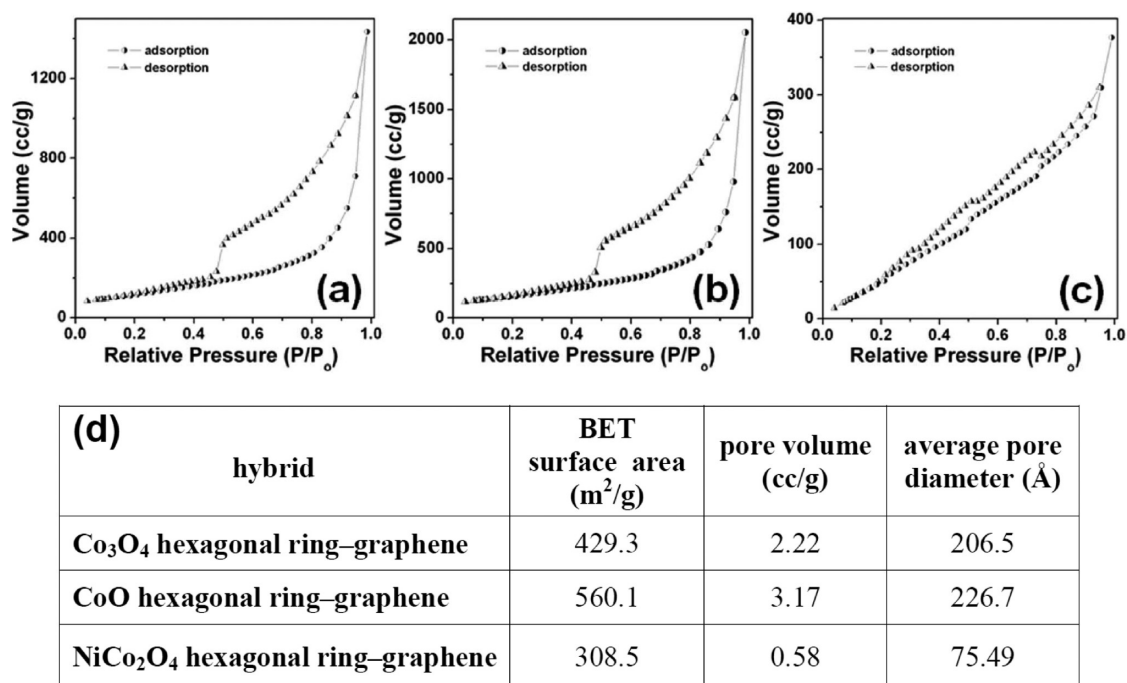 1400
1000
600
200
Volume (cc/g)
adsorption
desorption
(a)
0.0 0.2 0.4 0.6 0.8 1.0
Relative Pressure (P/Po)
2000
1500
1000
500
0
Volume (cc/g)
adsorption
desorption
(b)
0.0 0.2 0.4 0.6 0.8 1.0
Relative Pressure (P/Po)
400
300
200
100
0
Volume (cc/g)
adsorption
desorption
(c)
0.0 0.2 0.4 0.6 0.8 1.0
Relative Pressure (P/Po)
(d)
hybrid
BET
surface area
(m²/g)
pore volume
(cc/g)
average pore
diameter (Å)
Co₃O₄ hexagonal ring–graphene 429.3 2.22 206.5
CoO hexagonal ring–graphene 560.1 3.17 226.7
NiCo₂O₄ hexagonal ring–graphene 308.5 0.58 75.49